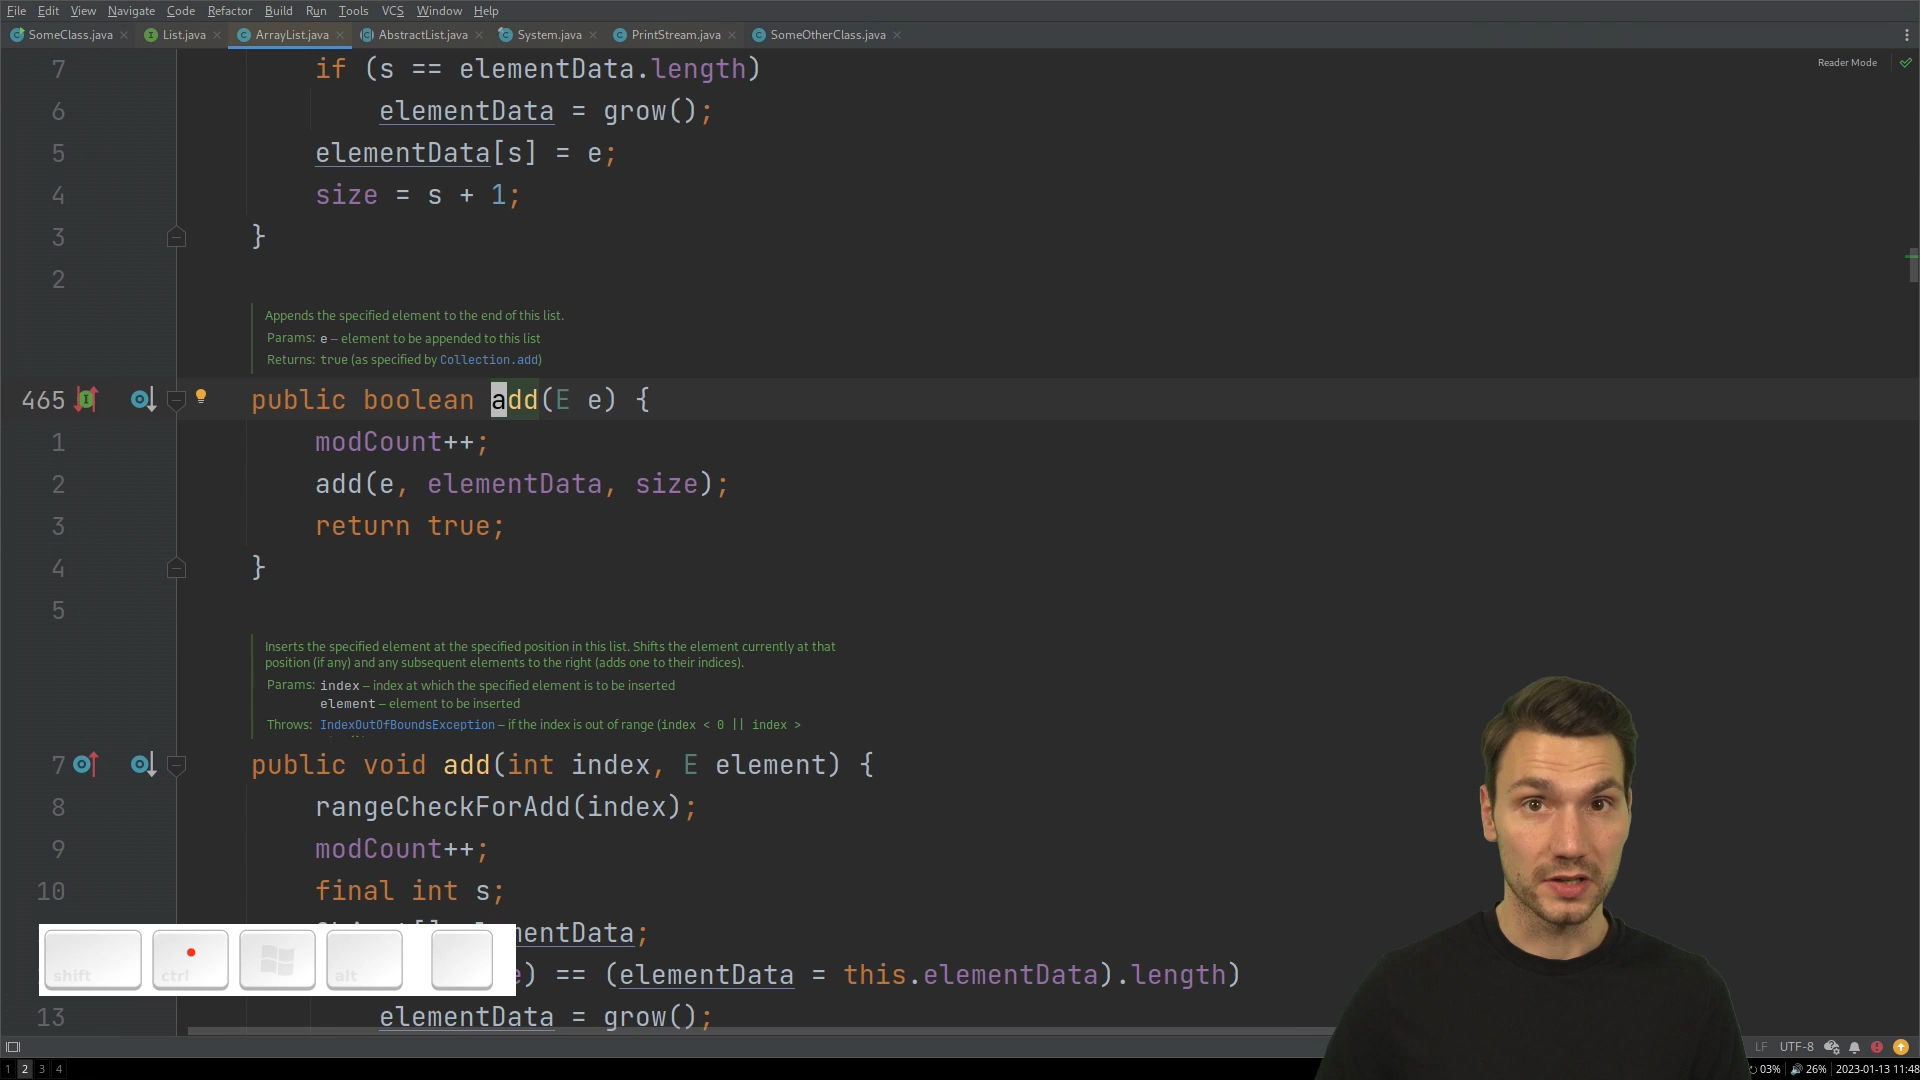 File Edit View Navigate Code Refactor Build Run Tools VCS Window Help
SomeClass.java List.java ArrayList.java AbstractList.java System.java PrintStream.java SomeOtherClass.java
Reader Mode
7 if (s == elementData.length)
6 elementData = grow();
5 elementData[s] = e;
4 size = s + 1;
3 }
2
Appends the specified element to the end of this list.
Params: e – element to be appended to this list
Returns: true (as specified by Collection.add)
465 public boolean add(E e) {
1 modCount++;
2 add(e, elementData, size);
3 return true;
4 }
5
Inserts the specified element at the specified position in this list. Shifts the element currently at that
position (if any) and any subsequent elements to the right (adds one to their indices).
Params: index – index at which the specified element is to be inserted
element – element to be inserted
Throws: IndexOutOfBoundsException – if the index is out of range (index < 0 || index >
7 public void add(int index, E element) {
8 rangeCheckForAdd(index);
9 modCount++;
10 final int s;
mentData;
) == (elementData = this.elementData).length)
13 elementData = grow();
shift ctrl alt
LF UTF-8
1 2 3 4
03% 26% 2023-01-13 11:48